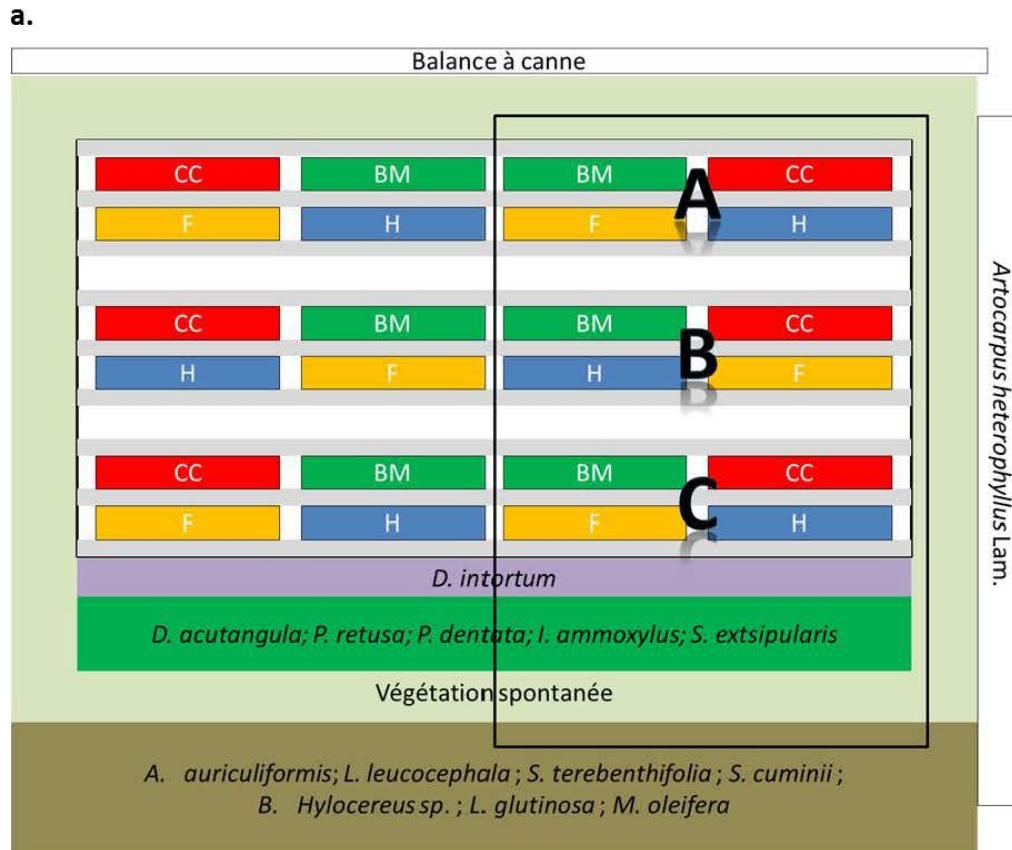 a.
Balance à canne
CC BM BM CC
A
F H F H
CC BM BM CC
B
H F H F
CC BM BM CC
C
F H F H
D. intortum
D. acutangula; P. retusa; P. dentata; I. ammoxylus; S. extsipularis
Végétation spontanée
A. auriculiformis; L. leucocephala ; S. terebenthifolia ; S. cuminii ;
B. Hylocereus sp. ; L. glutinosa ; M. oleifera
Artocarpus heterophyllus Lam.